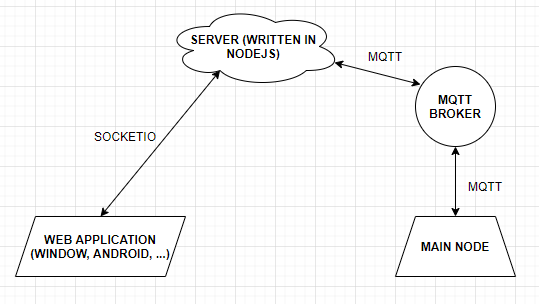 SERVER (WRITTEN IN
NODEJS)
MQTT
MQTT
BROKER
SOCKETIO
MQTT
WEB APPLICATION
(WINDOW, ANDROID, ...)
MAIN NODE